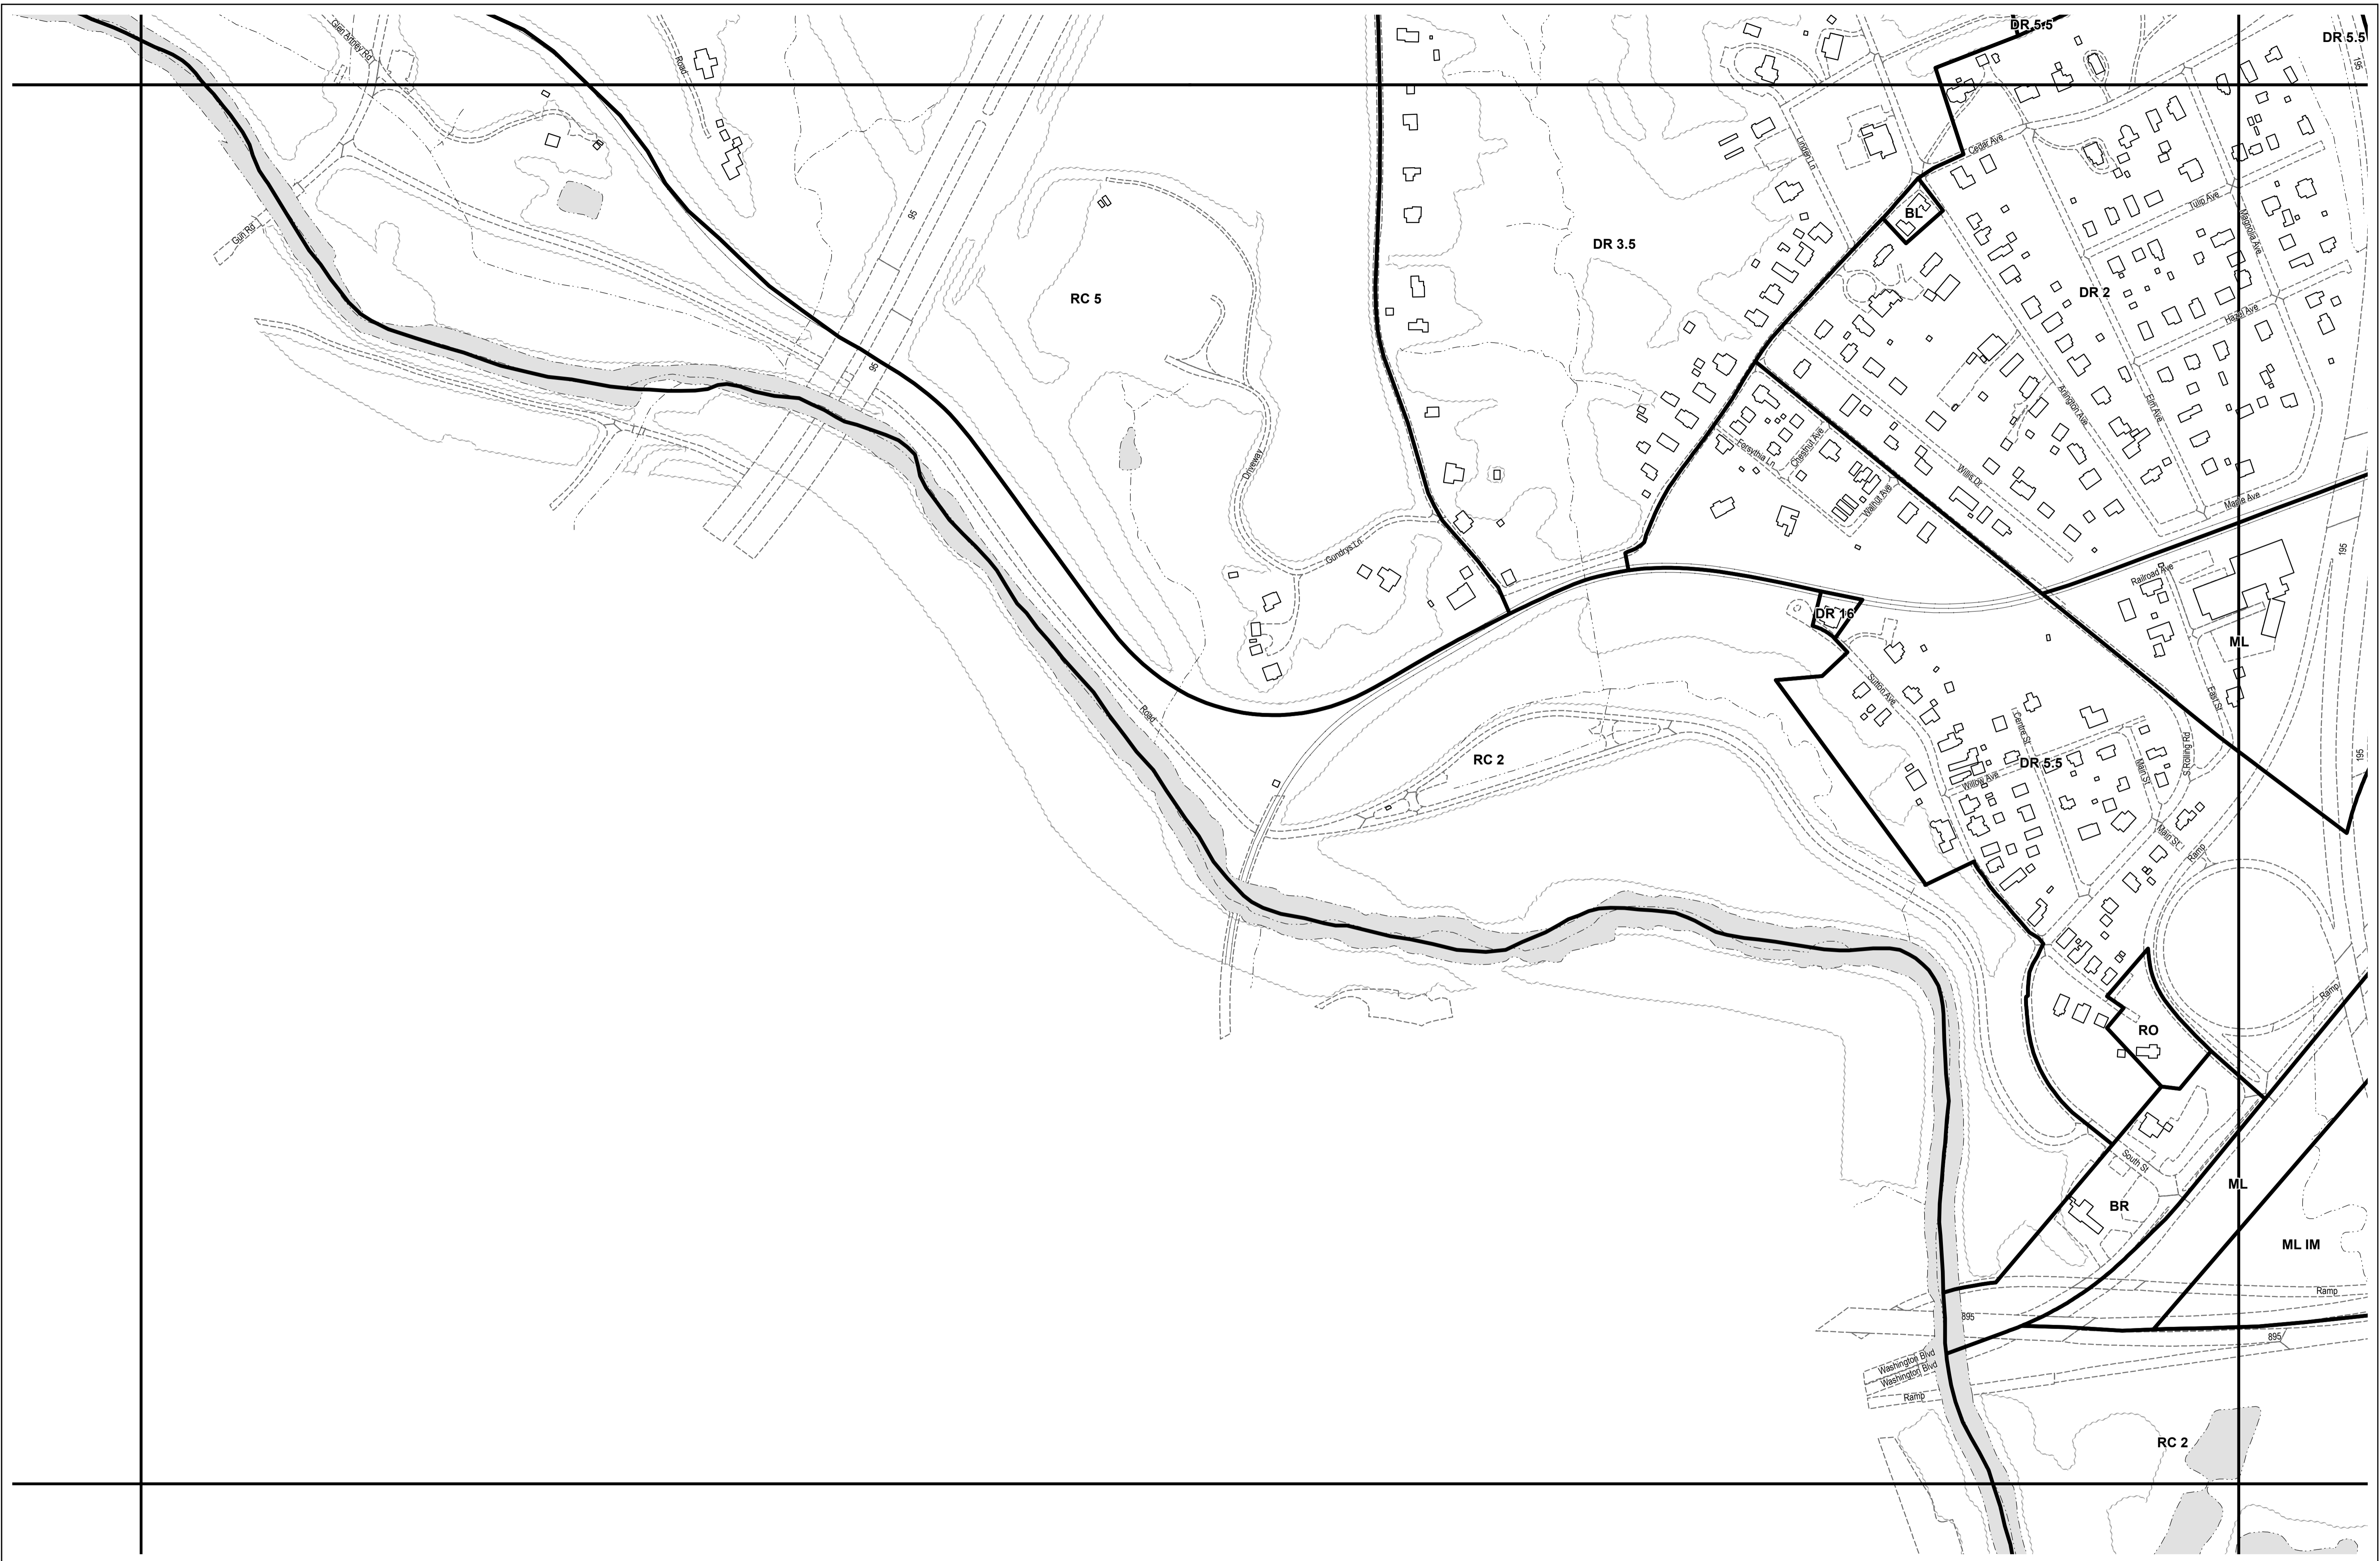 DR 5.5
DR 5.5
195
Glen Artney Rd
Road
Linden Ln
Cedar Ave
Tulip Ave
Magnolia Ave
BL
95
Gun Rd
DR 3.5
DR 2
RC 5
Hazel Ave
95
Arlington Ave
Elm Ave
Forsythia Ln
Chestnut Ave
Driveway
Willis Dr
Walnut Ave
Maple Ave
Gundrys Ln
195
Railroad Ave
DR 16
ML
Sutton Ave
East St
Road
Centre St
S Rolling Rd
195
RC 2
DR 5.5
Main St
Willow Ave
Main St
Ramp
Ramp
RO
South St
ML
BR
ML IM
Ramp
895
895
Washington Blvd
Washington Blvd
Ramp
RC 2